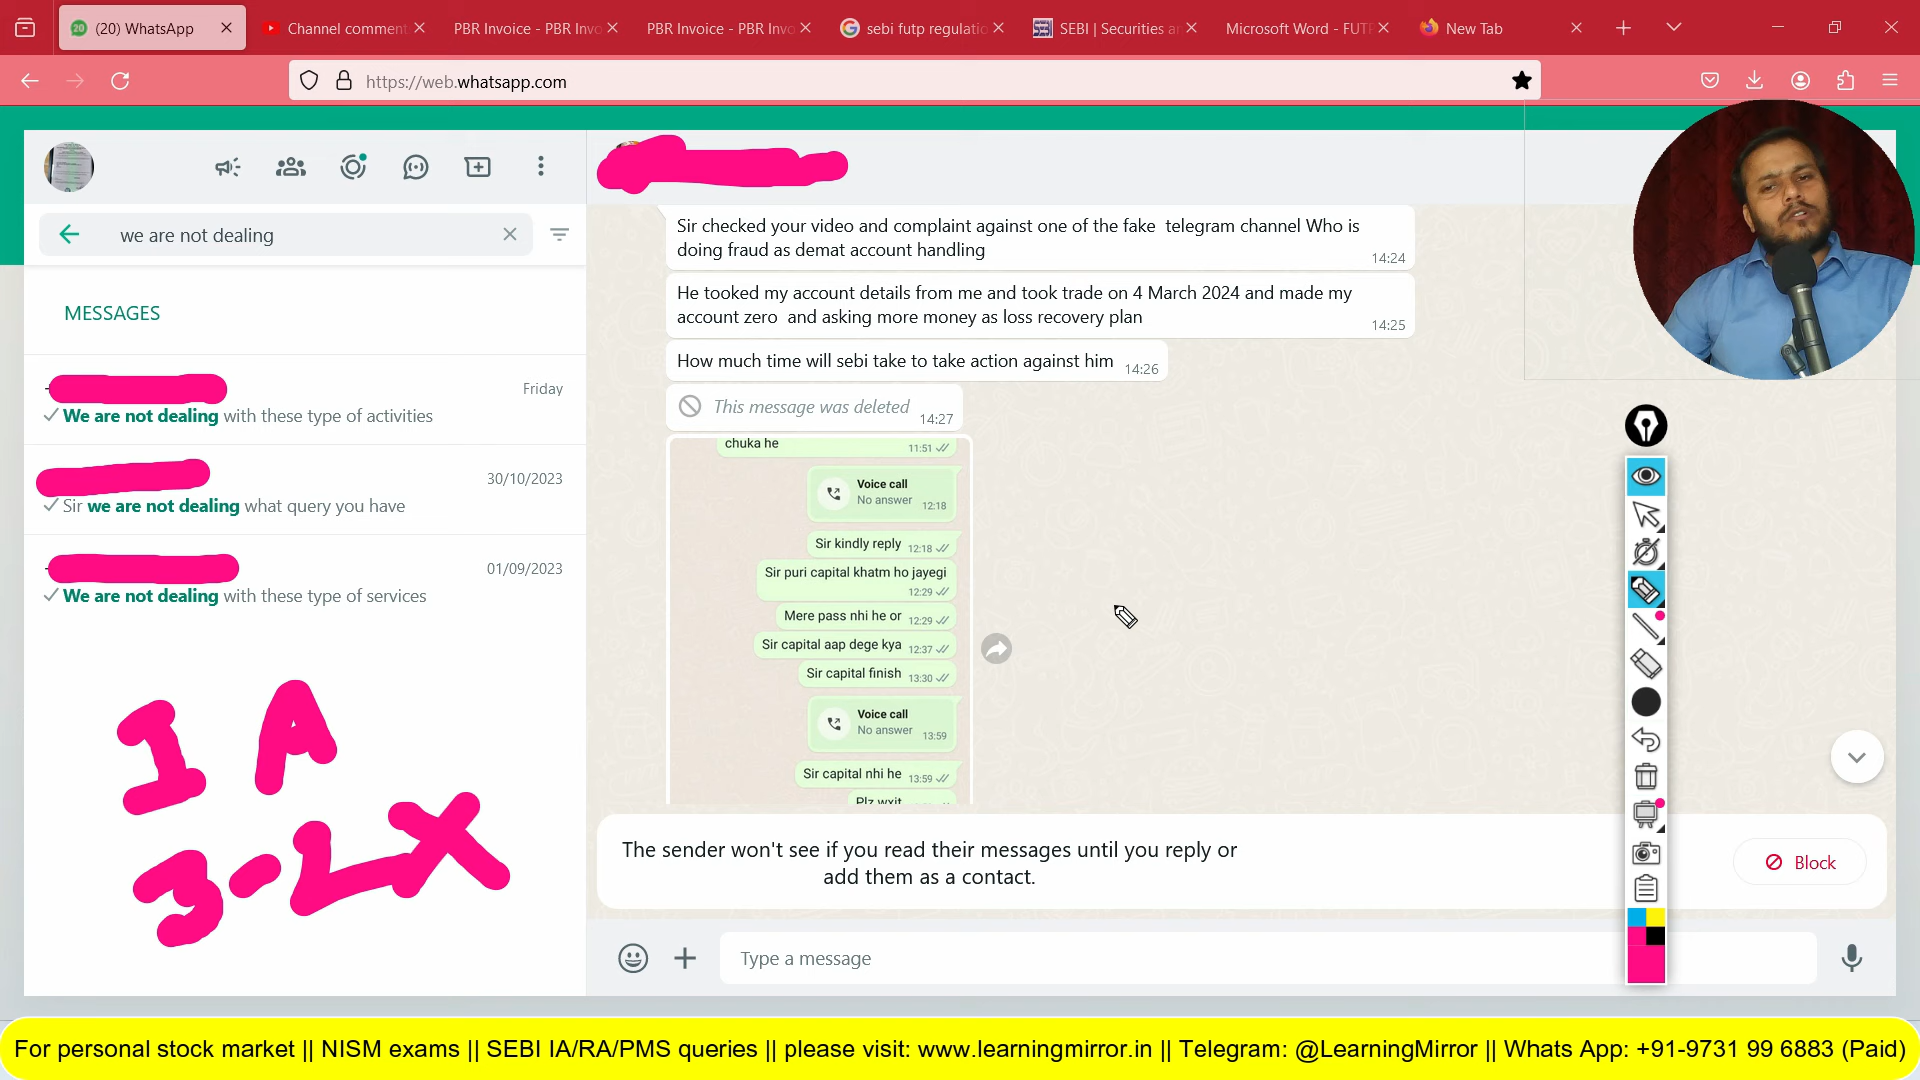 (20) WhatsApp
Channel comment
PBR Invoice - PBR Invo
PBR Invoice - PBR Invo
sebi futp regulatio
SEBI | Securities an
Microsoft Word - FUTP
New Tab
https://web.whatsapp.com
we are not dealing
MESSAGES
Friday
We are not dealing with these type of activities
30/10/2023
Sir we are not dealing what query you have
01/09/2023
We are not dealing with these type of services
I A
3-2X
Sir checked your video and complaint against one of the fake telegram channel Who is
doing fraud as demat account handling
14:24
He tooked my account details from me and took trade on 4 March 2024 and made my
account zero and asking more money as loss recovery plan
14:25
How much time will sebi take to take action against him 14:26
This message was deleted 14:27
chuka he 11:51
Voice call
No answer 12:18
Sir kindly reply 12:18
Sir puri capital khatm ho jayegi
12:29
Mere pass nhi he or 12:29
Sir capital aap dege kya 12:37
Sir capital finish 13:30
Voice call
No answer 13:59
Sir capital nhi he 13:59
Plz wxit
The sender won't see if you read their messages until you reply or
add them as a contact.
Block
Type a message
For personal stock market || NISM exams || SEBI IA/RA/PMS queries || please visit: www.learningmirror.in || Telegram: @LearningMirror || Whats App: +91-9731 99 6883 (Paid)